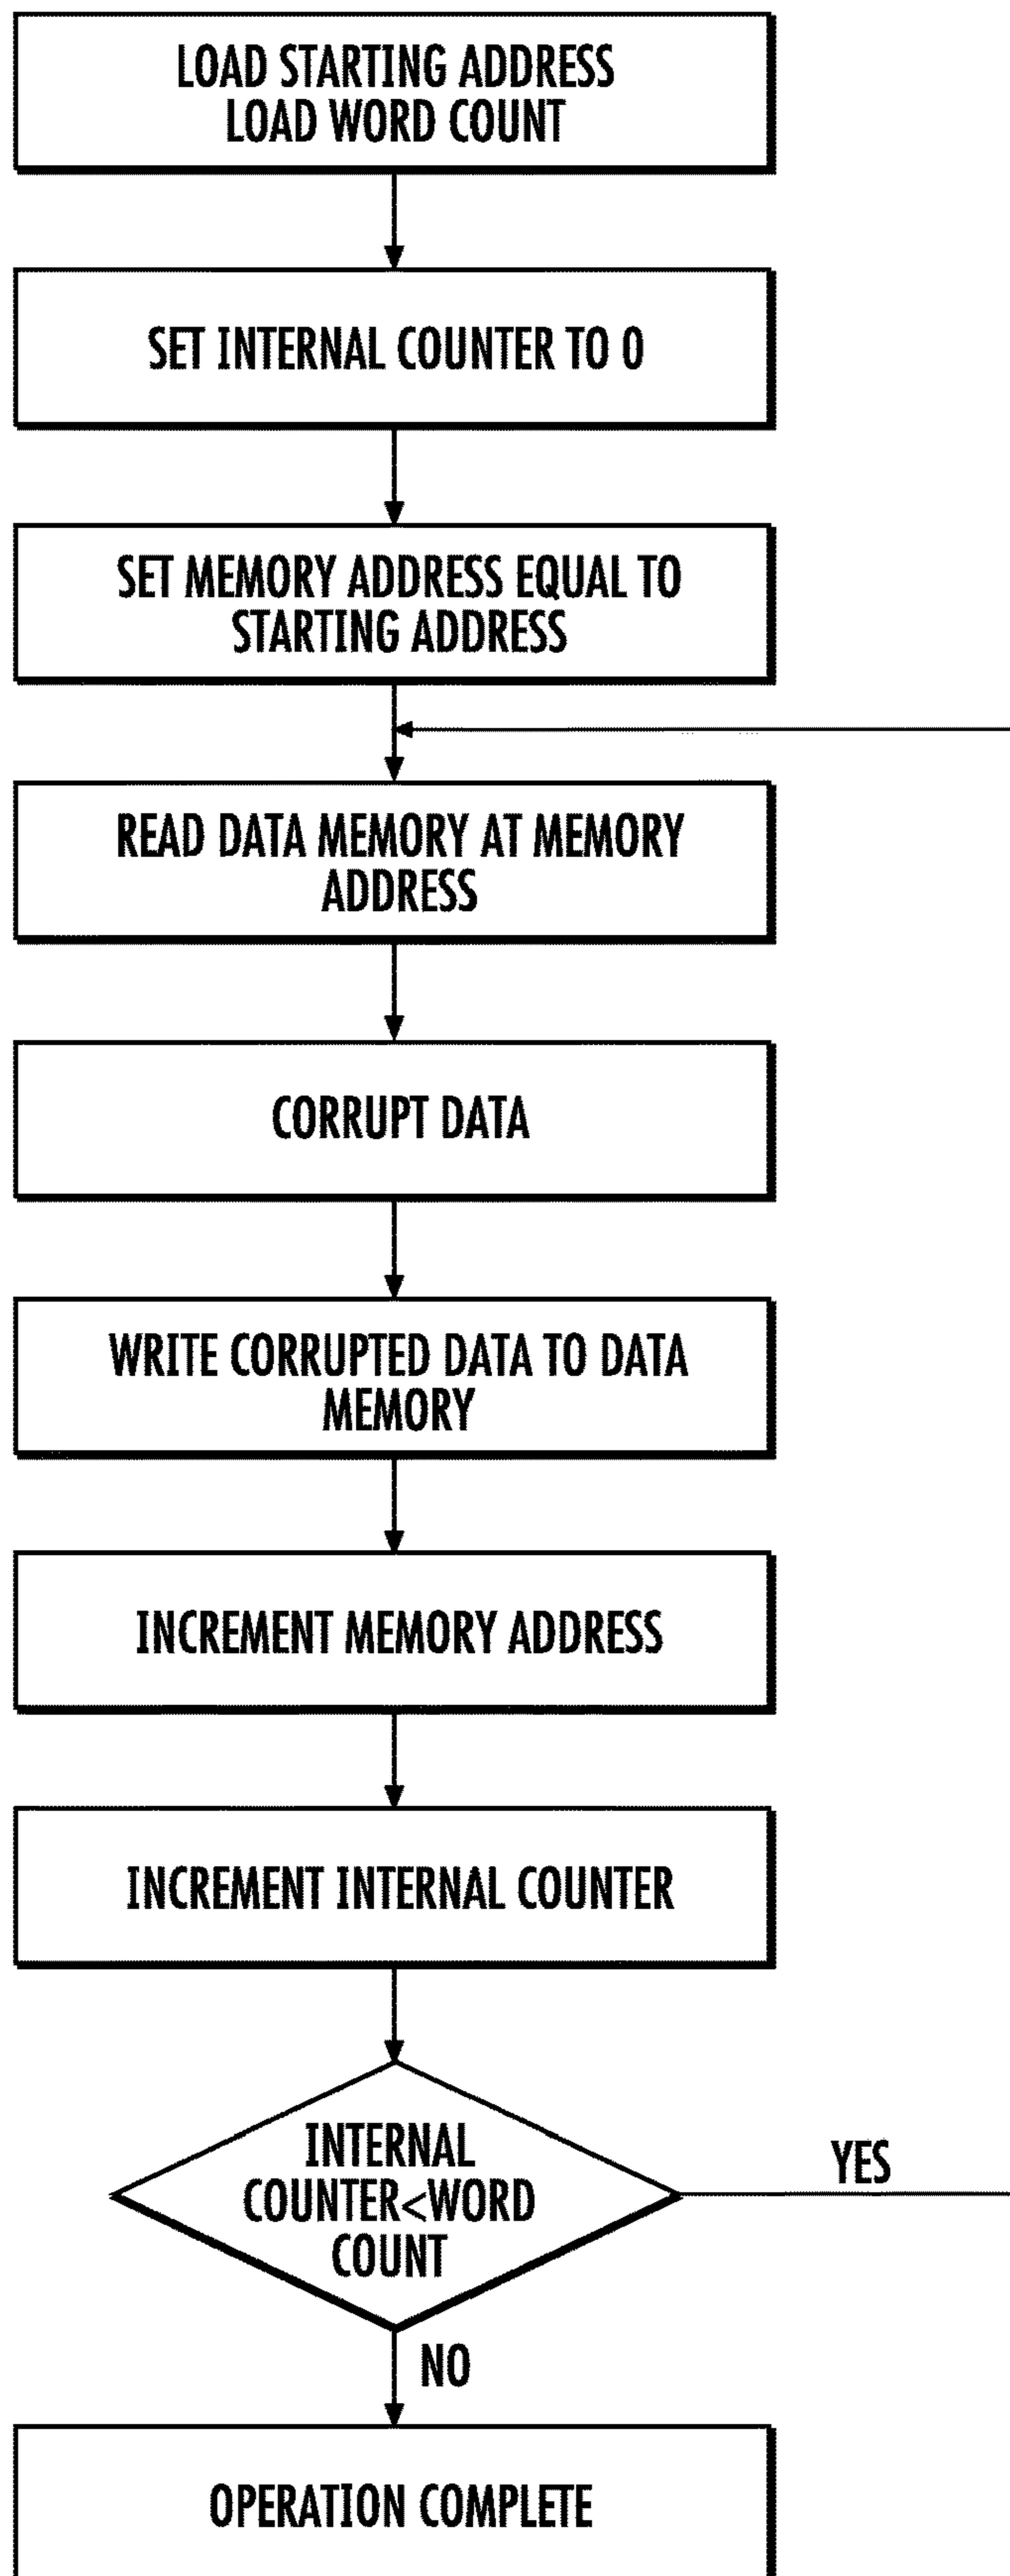 LOAD STARTING ADDRESS
LOAD WORD COUNT
SET INTERNAL COUNTER TO 0
SET MEMORY ADDRESS EQUAL TO
STARTING ADDRESS
READ DATA MEMORY AT MEMORY
ADDRESS
CORRUPT DATA
WRITE CORRUPTED DATA TO DATA
MEMORY
INCREMENT MEMORY ADDRESS
INCREMENT INTERNAL COUNTER
INTERNAL
COUNTER<WORD
COUNT
YES
NO
OPERATION COMPLETE